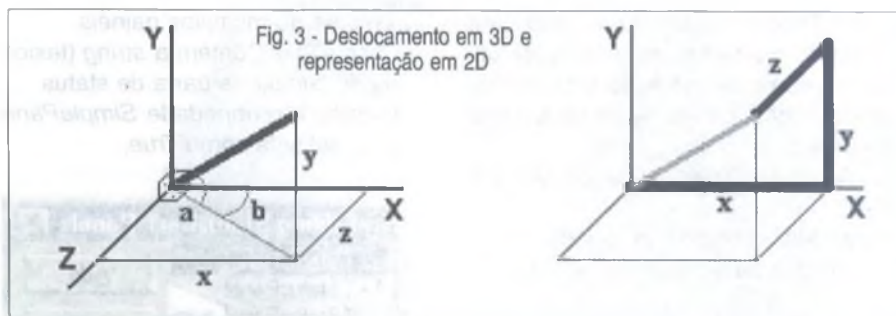 Fig. 3 - Deslocamento em 3D e
representação em 2D
Y
y
a
b
X
z
Z
x
Y
z
y
x
X